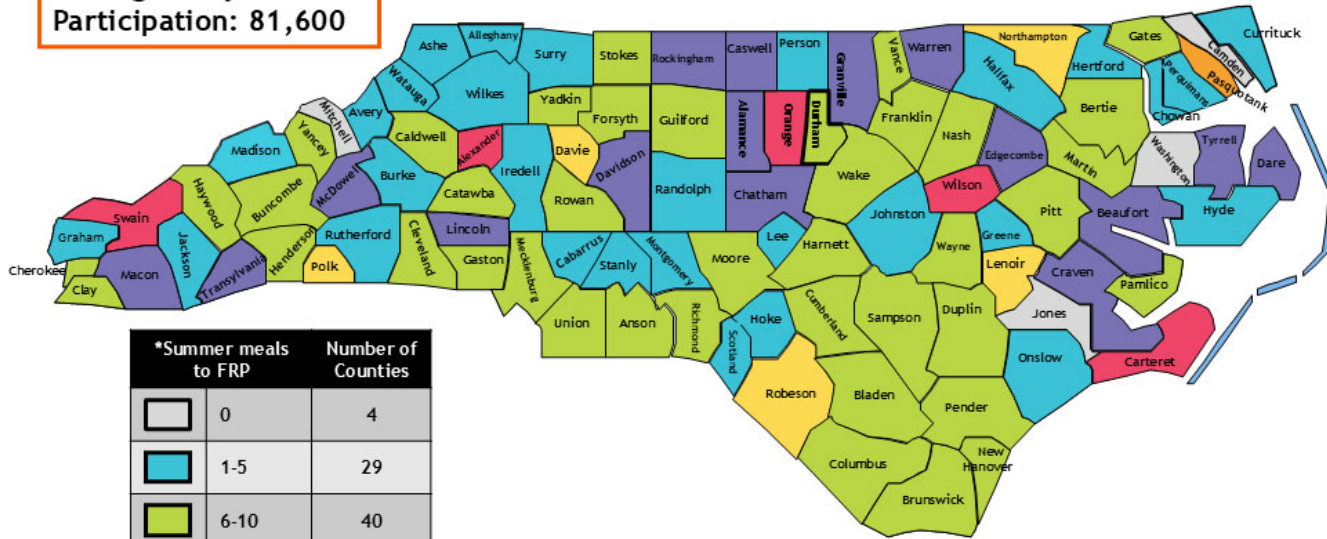 Participation: 81,600
Ashe
Alleghany
Surry
Stokes
Rockingham
Caswell
Person
Granville
Vance
Warren
Northampton
Gates
Camden
Currituck
Watauga
Wilkes
Yadkin
Forsyth
Guilford
Alamance
Orange
Durham
Franklin
Halifax
Hertford
Perquimans
Pasquotank
Chowan
Bertie
Mitchell
Avery
Caldwell
Alexander
Iredell
Davie
Davidson
Randolph
Chatham
Wake
Nash
Edgecombe
Martin
Washington
Tyrrell
Dare
Madison
Yancey
McDowell
Burke
Catawba
Rowan
Wilson
Pitt
Beaufort
Hyde
Haywood
Buncombe
Lincoln
Johnston
Greene
Swain
Graham
Jackson
Henderson
Rutherford
Cleveland
Gaston
Mecklenburg
Cabarrus
Stanly
Montgomery
Moore
Lee
Harnett
Wayne
Lenoir
Craven
Pamlico
Cherokee
Clay
Macon
Transylvania
Polk
Union
Anson
Richmond
Scotland
Hoke
Cumberland
Sampson
Duplin
Jones
Onslow
Carteret
Robeson
Bladen
Pender
Columbus
New
Hanover
Brunswick
*Summer meals
to FRP
Number of
Counties
0 4
1-5 29
6-10 40